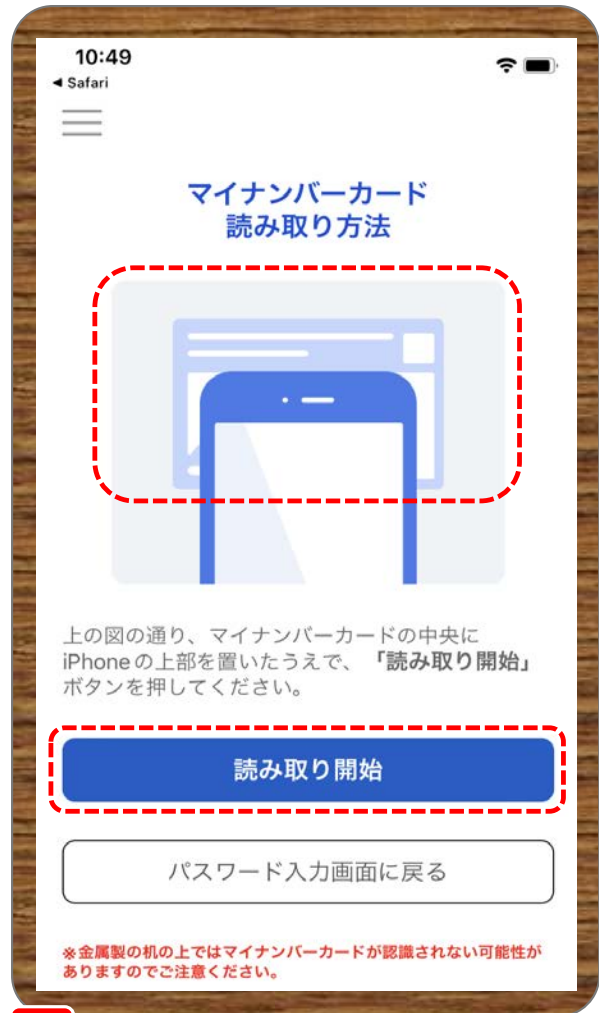 10:49
◀ Safari
マイナンバーカード
読み取り方法
上の図の通り、マイナンバーカードの中央に
iPhoneの上部を置いたうえで、「読み取り開始」
ボタンを押してください。
読み取り開始
パスワード入力画面に戻る
※金属製の机の上ではマイナンバーカードが認識されない可能性が
ありますのでご注意ください。